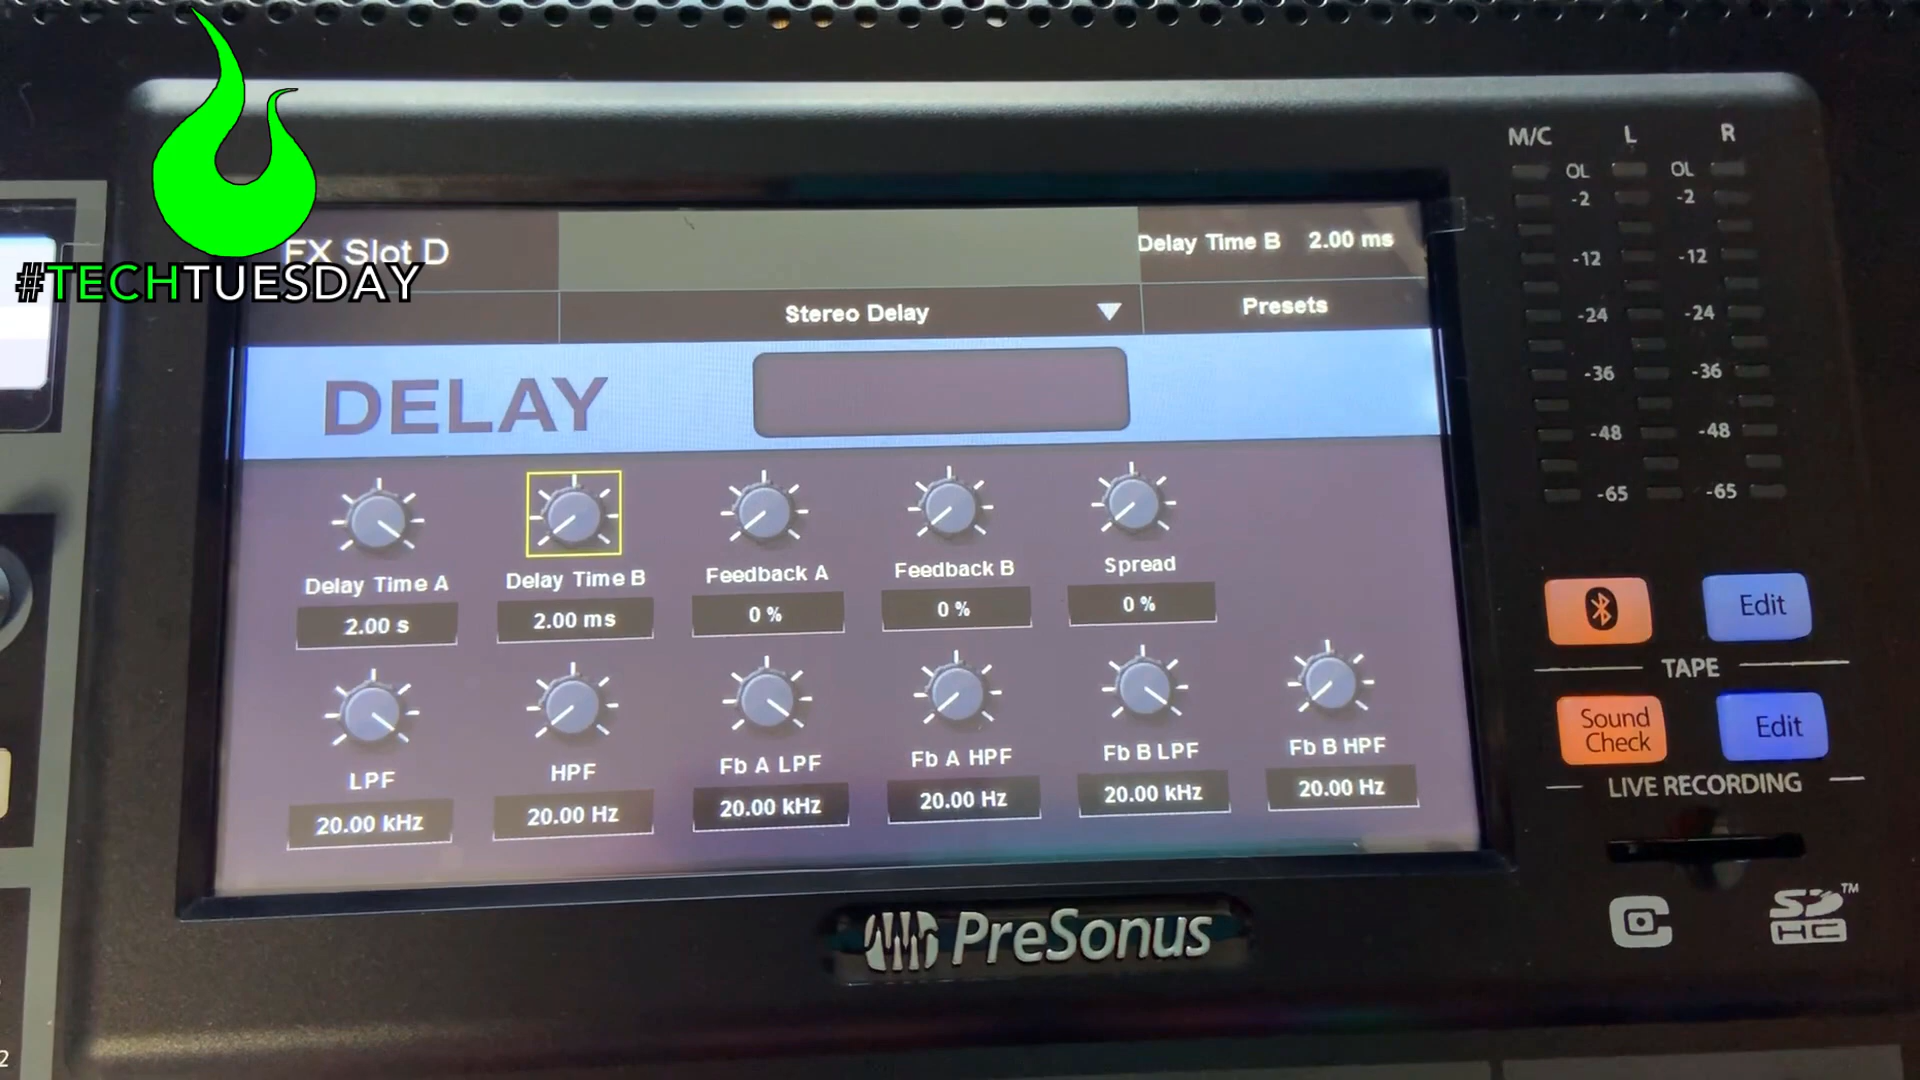 M/C L R
OL OL
-2 -2
-12 -12
-24 -24
-36 -36
-48 -48
-65 -65
#TECHTUESDAY
FX Slot D
Delay Time B 2.00 ms
Stereo Delay
Presets
DELAY
Delay Time A
2.00 s
Delay Time B
2.00 ms
Feedback A
0 %
Feedback B
0 %
Spread
0 %
LPF
20.00 kHz
HPF
20.00 Hz
Fb A LPF
20.00 kHz
Fb A HPF
20.00 Hz
Fb B LPF
20.00 kHz
Fb B HPF
20.00 Hz
Edit
TAPE
Sound
Check
Edit
LIVE RECORDING
PreSonus
SD
HC
TM
2